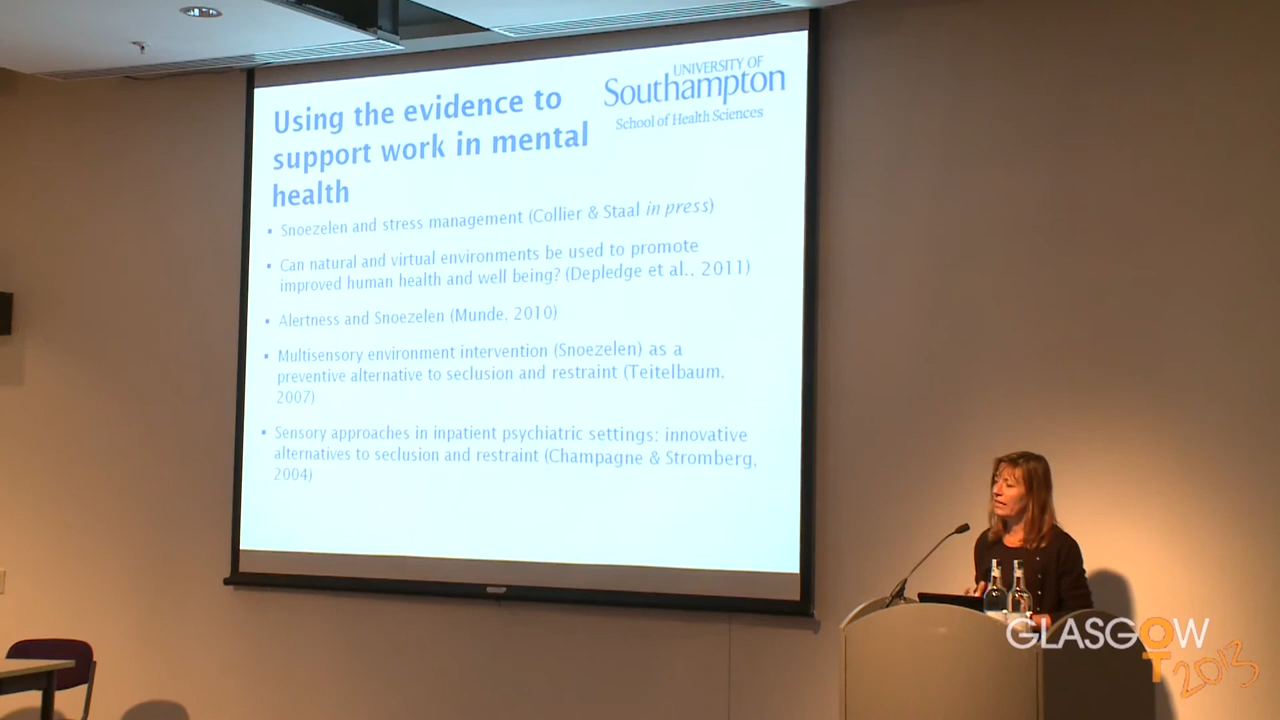 Using the evidence to
support work in mental
health
UNIVERSITY OF
Southampton
School of Health Sciences
▪ Snoezelen and stress management (Collier & Staal in press)
▪ Can natural and virtual environments be used to promote
improved human health and well being? (Depledge et al., 2011)
▪ Alertness and Snoezelen (Munde, 2010)
▪ Multisensory environment intervention (Snoezelen) as a
preventive alternative to seclusion and restraint (Teitelbaum,
2007)
▪ Sensory approaches in inpatient psychiatric settings: innovative
alternatives to seclusion and restraint (Champagne & Stromberg,
2004)
GLASGOW
OT 2013